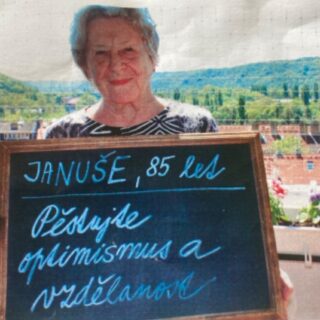 JANUŠE, 85 let
Pěstujte
optimismus a
vzdělanost